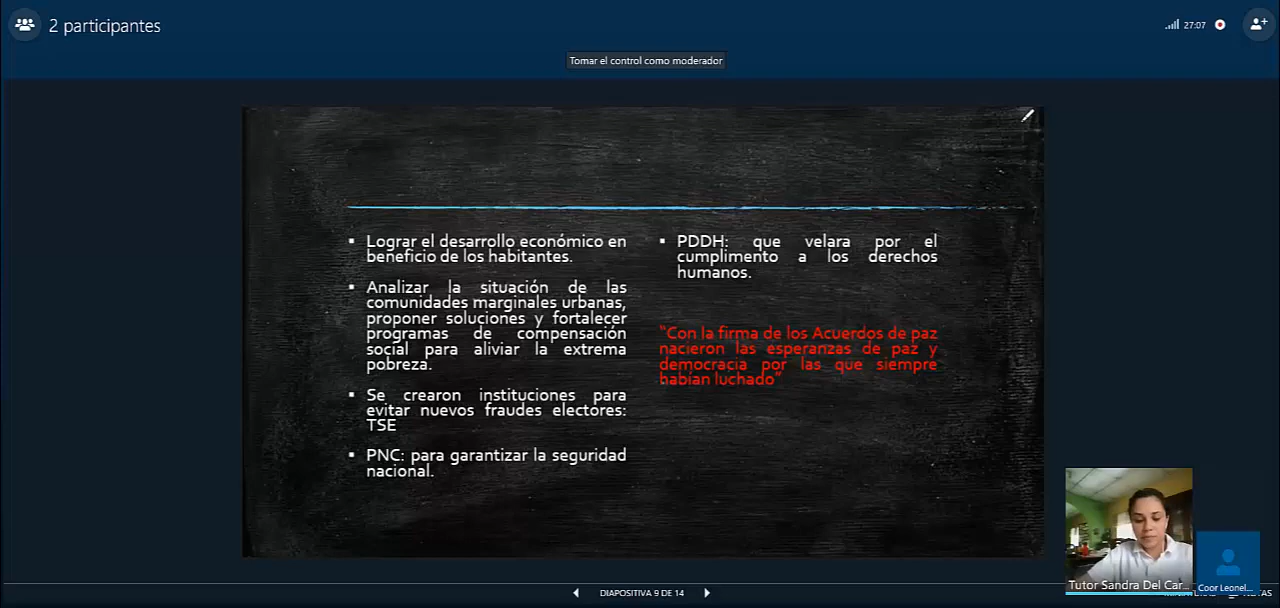 2 participantes
27:07
Tomar el control como moderador
Lograr el desarrollo económico en
beneficio de los habitantes.
Analizar la situación de las
comunidades marginales urbanas,
proponer soluciones y fortalecer
programas de compensación
social para aliviar la extrema
pobreza.
Se crearon instituciones para
evitar nuevos fraudes electores:
TSE
PNC: para garantizar la seguridad
nacional.
PDDH: que velara por el
cumplimento a los derechos
humanos.
“Con la firma de los Acuerdos de paz
nacieron las esperanzas de paz y
democracia por las que siempre
habían luchado”
Tutor Sandra Del Car...
Coor Leonel...
DIAPOSITIVA 9 DE 14